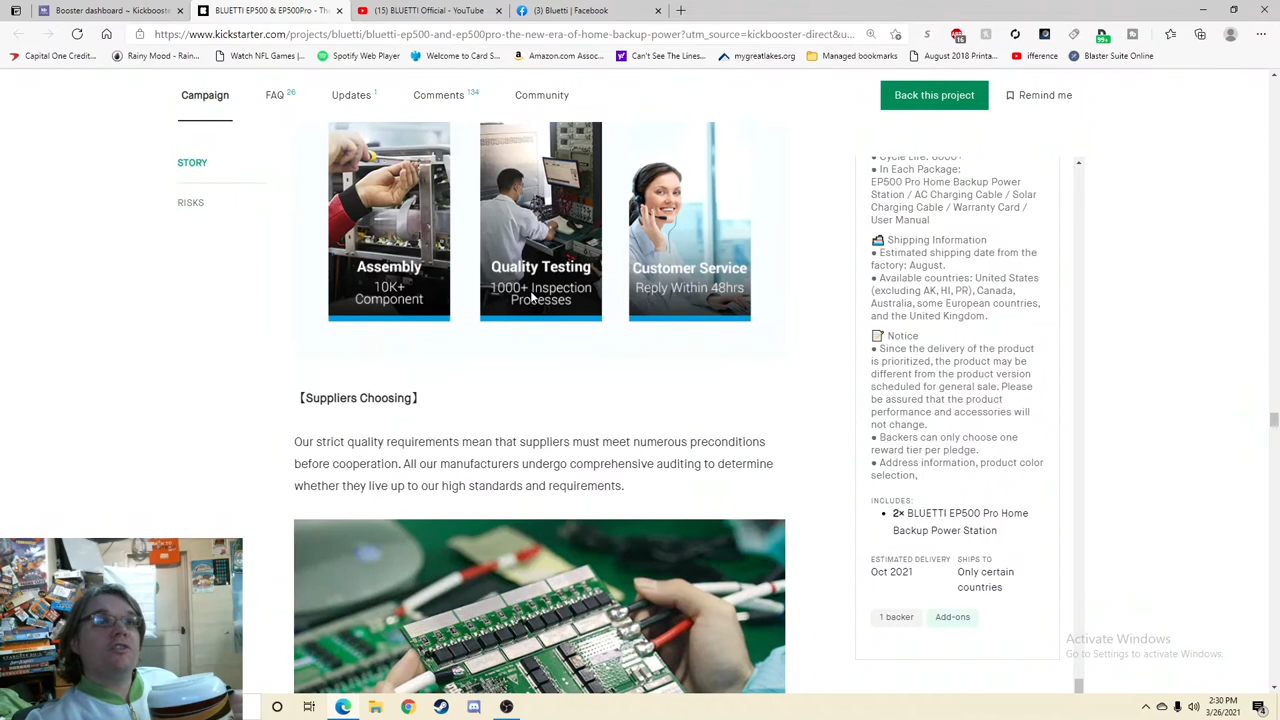 Booster dashboard ~ Kickbooste
BLUETTI EP500 & EP500Pro - The
(15) BLUETTI Official - YouTube
(3) Bluetti | Facebook
https://www.kickstarter.com/projects/bluetti/bluetti-ep500-and-ep500pro-the-new-era-of-home-backup-power?utm_source=kickbooster-direct&u...
16
99+
Capital One Credit...
Rainy Mood - Rain...
Watch LVL Games |...
Spotify Web Player
Welcome to Card S...
Amazon.com Assoc...
Can't See The Lines...
mygreatlakes.org
Managed bookmarks
August 2018 Printa...
ifference
Blaster Suite Online
Campaign
FAQ 26
Updates 1
Comments 134
Community
Back this project
Remind me
STORY
RISKS
Assembly
10K+
Component
Quality Testing
1000+ Inspection
Processes
Customer Service
Reply Within 48hrs
【Suppliers Choosing】
Our strict quality requirements mean that suppliers must meet numerous preconditions
before cooperation. All our manufacturers undergo comprehensive auditing to determine
whether they live up to our high standards and requirements.
● Cycle Life: 6000+
● In Each Package:
EP500 Pro Home Backup Power
Station / AC Charging Cable / Solar
Charging Cable / Warranty Card /
User Manual
Shipping Information
● Estimated shipping date from the
factory: August.
● Available countries: United States
(excluding AK, HI, PR), Canada,
Australia, some European countries,
and the United Kingdom.
Notice
● Since the delivery of the product
is prioritized, the product may be
different from the product version
scheduled for general sale. Please
be assured that the product
performance and accessories will
not change.
● Backers can only choose one
reward tier per pledge.
● Address information, product color
selection,
INCLUDES:
2× BLUETTI EP500 Pro Home
Backup Power Station
ESTIMATED DELIVERY
Oct 2021
SHIPS TO
Only certain
countries
1 backer
Add-ons
Activate Windows
Go to Settings to activate Windows.
2:30 PM
3/26/2021
4